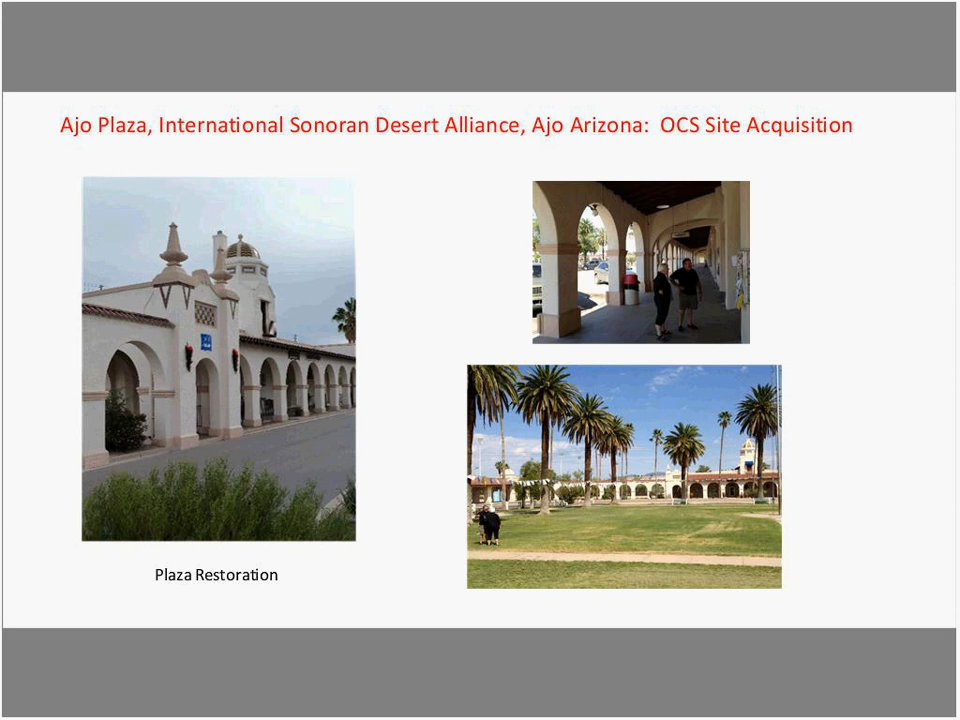 Ajo Plaza, International Sonoran Desert Alliance, Ajo Arizona:  OCS Site Acquisition
Plaza Restoration